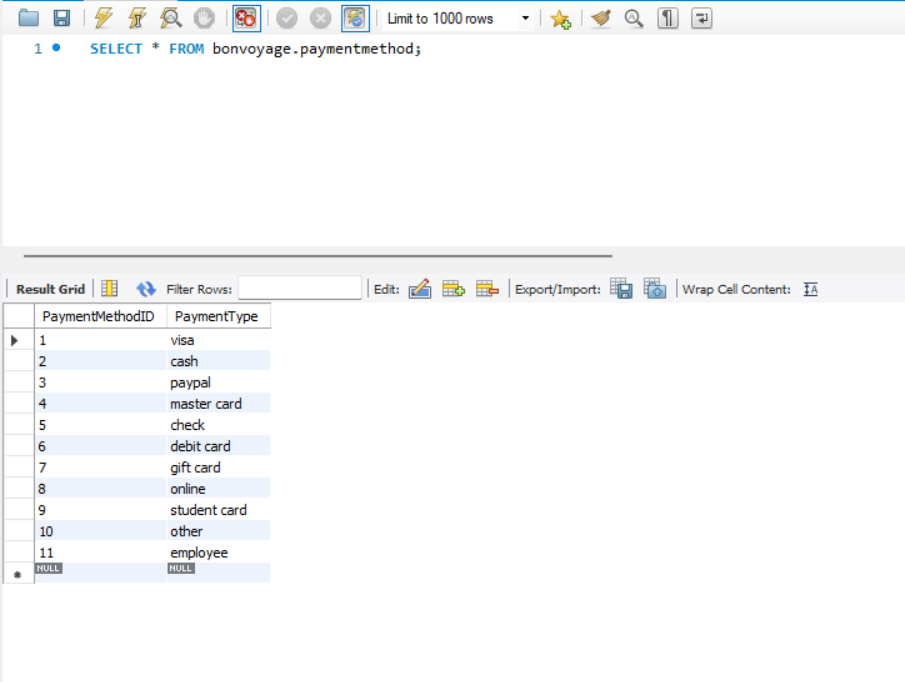 Limit to 1000 rows
1 SELECT * FROM bonvoyage.paymentmethod;
Result Grid Filter Rows: Edit: Export/Import: Wrap Cell Content: IA
PaymentMethodID PaymentType
1 visa
2 cash
3 paypal
4 master card
5 check
6 debit card
7 gift card
8 online
9 student card
10 other
11 employee
NULL NULL